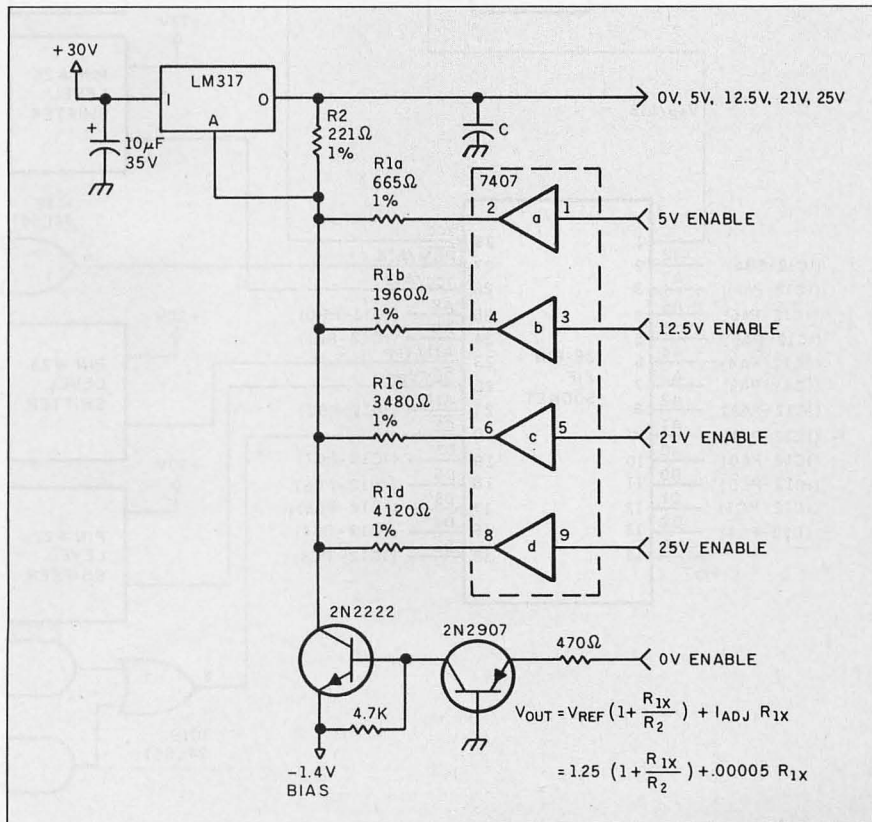 +30V
LM317
I
O
A
+
10µF
35V
R2
221Ω
1%
C
0V, 5V, 12.5V, 21V, 25V
R1a
665Ω
1%
7407
2
a
1
5V ENABLE
R1b
1960Ω
1%
4
b
3
12.5V ENABLE
R1c
3480Ω
1%
6
c
5
21V ENABLE
R1d
4120Ω
1%
8
d
9
25V ENABLE
2N2222
2N2907
470Ω
0V ENABLE
4.7K
-1.4V
BIAS
VOUT = VREF (1+ R1X/R2) + IADJ R1X
= 1.25 (1+ R1X/R2) +.00005 R1X